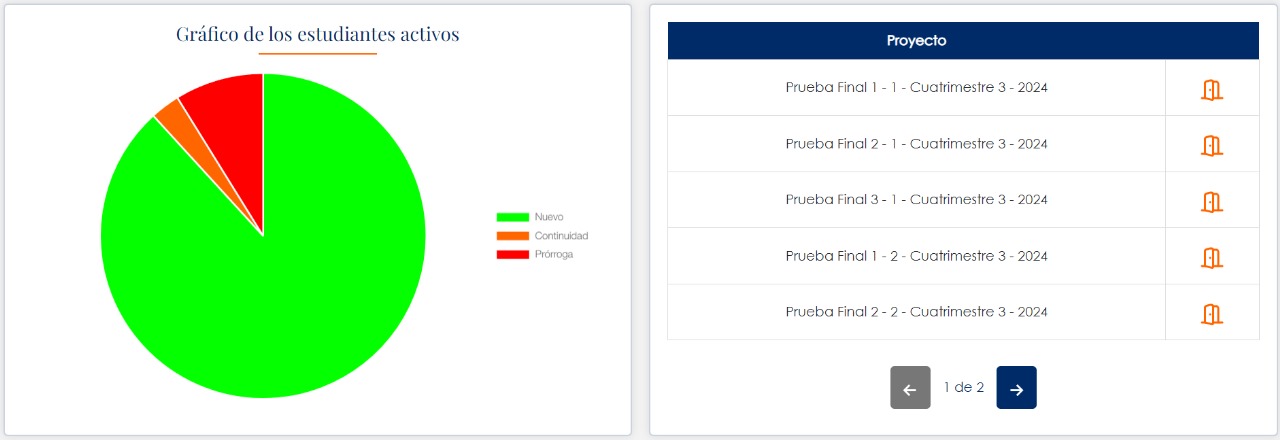 Gráfico de los estudiantes activos
Nuevo
Continuidad
Prórroga
Proyecto
Prueba Final 1 - 1 - Cuatrimestre 3 - 2024
Prueba Final 2 - 1 - Cuatrimestre 3 - 2024
Prueba Final 3 - 1 - Cuatrimestre 3 - 2024
Prueba Final 1 - 2 - Cuatrimestre 3 - 2024
Prueba Final 2 - 2 - Cuatrimestre 3 - 2024
1 de 2